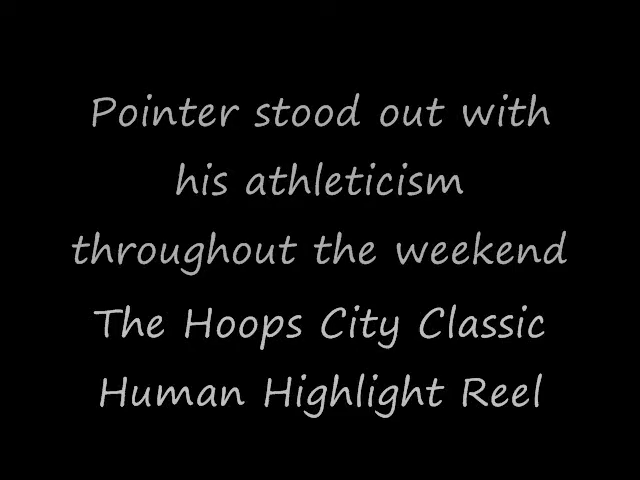 Pointer stood out with
his athleticism
throughout the weekend
The Hoops City Classic
Human Highlight Reel